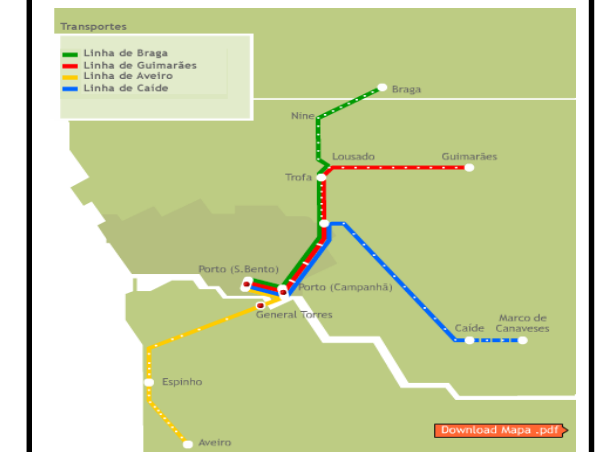 Transportes
Linha de Braga
Linha de Guimarães
Linha de Aveiro
Linha de Caíde
Braga
Nine
Lousado
Guimarães
Trofa
Porto (S.Bento)
Porto (Campanhã)
General Torres
Marco de
Caíde Canaveses
Espinho
Download Mapa .pdf
Aveiro